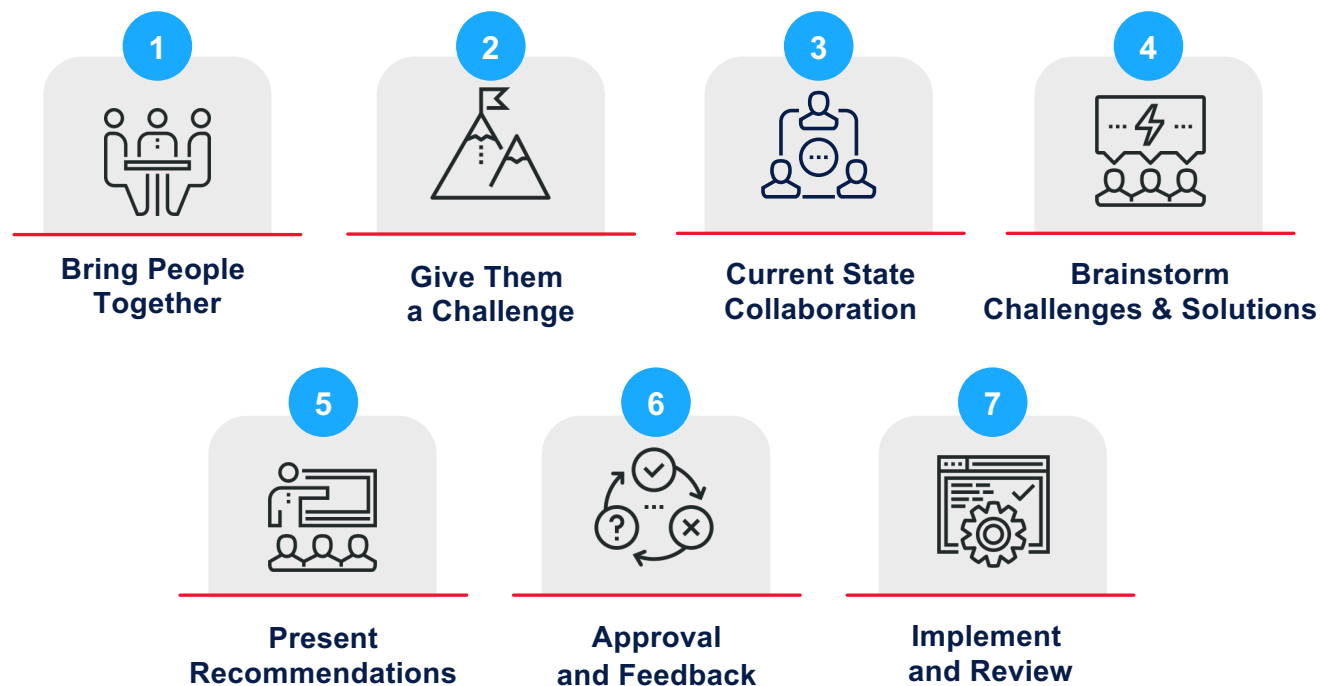 1
2
3
4
Bring People
Together
Give Them
a Challenge
Current State
Collaboration
Brainstorm
Challenges & Solutions
5
6
7
?
Present
Recommendations
Approval
and Feedback
Implement
and Review